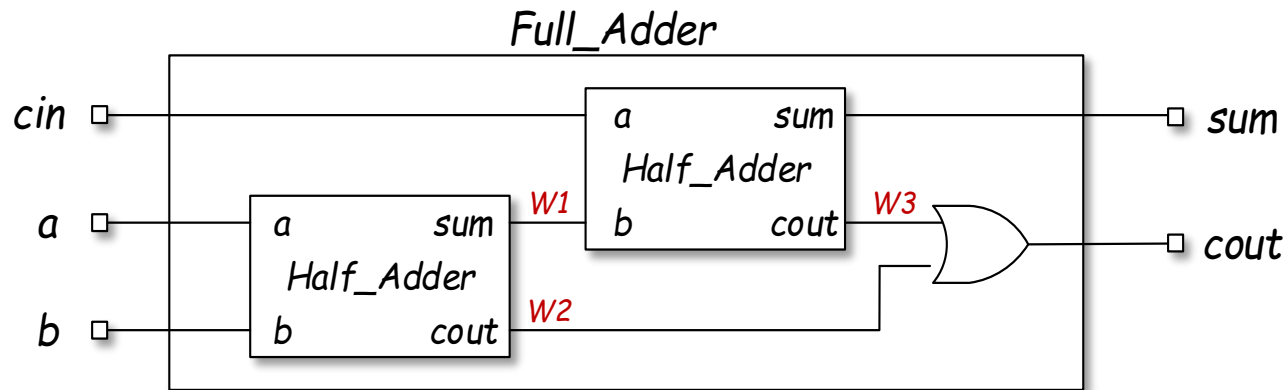 Full_Adder
cin
a sum
sum
Half_Adder
W1
W3
b cout
a
a sum
Half_Adder
cout
W2
b
b cout